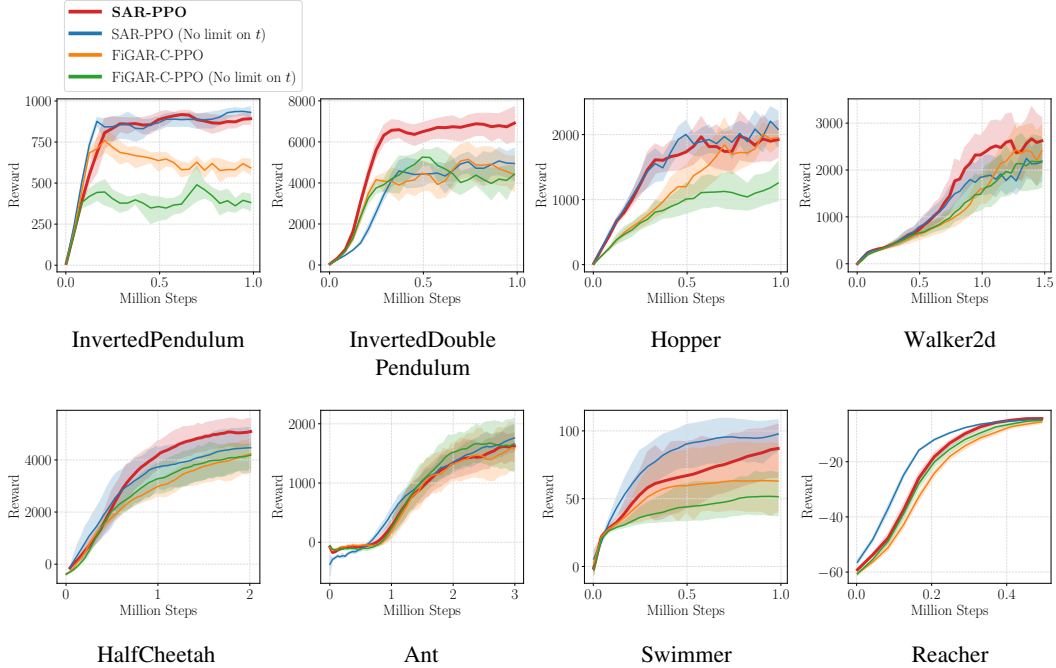 SAR-PPO
SAR-PPO (No limit on t)
FiGAR-C-PPO
FiGAR-C-PPO (No limit on t)
1000
750
500
250
0
Reward
0.0 0.5 1.0
Million Steps
InvertedPendulum
8000
6000
4000
2000
0
Reward
0.0 0.5 1.0
Million Steps
InvertedDouble
Pendulum
2000
1000
0
Reward
0.0 0.5 1.0
Million Steps
Hopper
3000
2000
1000
0
Reward
0.0 0.5 1.0 1.5
Million Steps
Walker2d
4000
2000
0
Reward
0 1 2
Million Steps
HalfCheetah
2000
1000
0
Reward
0 1 2 3
Million Steps
Ant
100
50
0
Reward
0.0 0.5 1.0
Million Steps
Swimmer
−20
−40
−60
Reward
0.0 0.2 0.4
Million Steps
Reacher